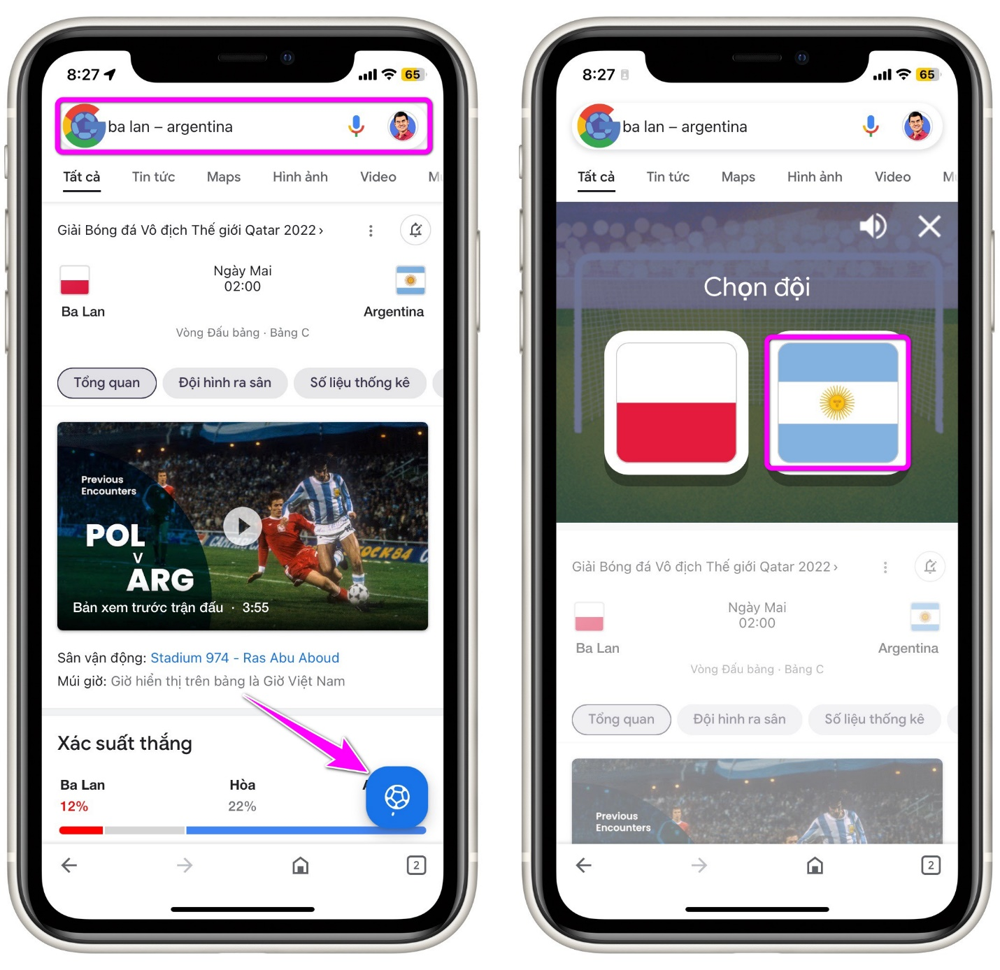 8:27
65
ba lan – argentina
Tất cả Tin tức Maps Hình ảnh Video
Giải Bóng đá Vô địch Thế giới Qatar 2022 ›
Ngày Mai
02:00
Ba Lan Argentina
Vòng Đấu bảng · Bảng C
Tổng quan Đội hình ra sân Số liệu thống kê
Previous
Encounters
POL
V
ARG
STOCK84
Bản xem trước trận đấu · 3:55
Sân vận động: Stadium 974 - Ras Abu Aboud
Múi giờ: Giờ hiển thị trên bảng là Giờ Việt Nam
Xác suất thắng
Ba Lan Hòa
12% 22%
2
8:27
65
ba lan – argentina
Tất cả Tin tức Maps Hình ảnh Video
Chọn đội
Giải Bóng đá Vô địch Thế giới Qatar 2022 ›
Ngày Mai
02:00
Ba Lan Argentina
Vòng Đấu bảng · Bảng C
Tổng quan Đội hình ra sân Số liệu thống kê
Previous
Encounters
2